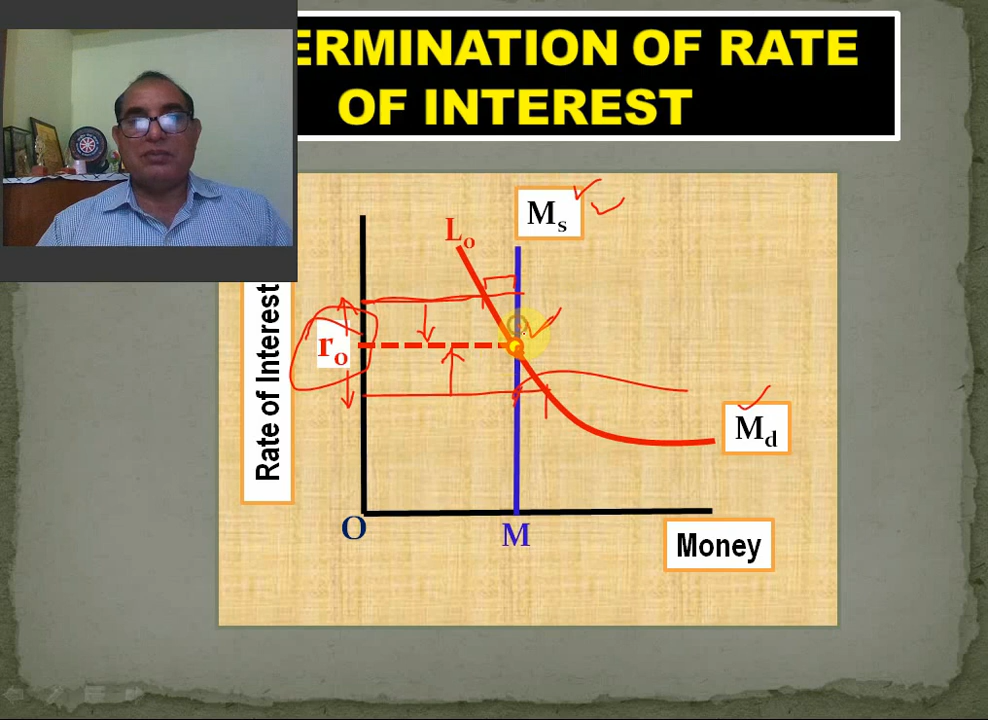 ERMINATION OF RATE
OF INTEREST
Ms
Lo
Rate of Interest
ro
Md
O
M
Money